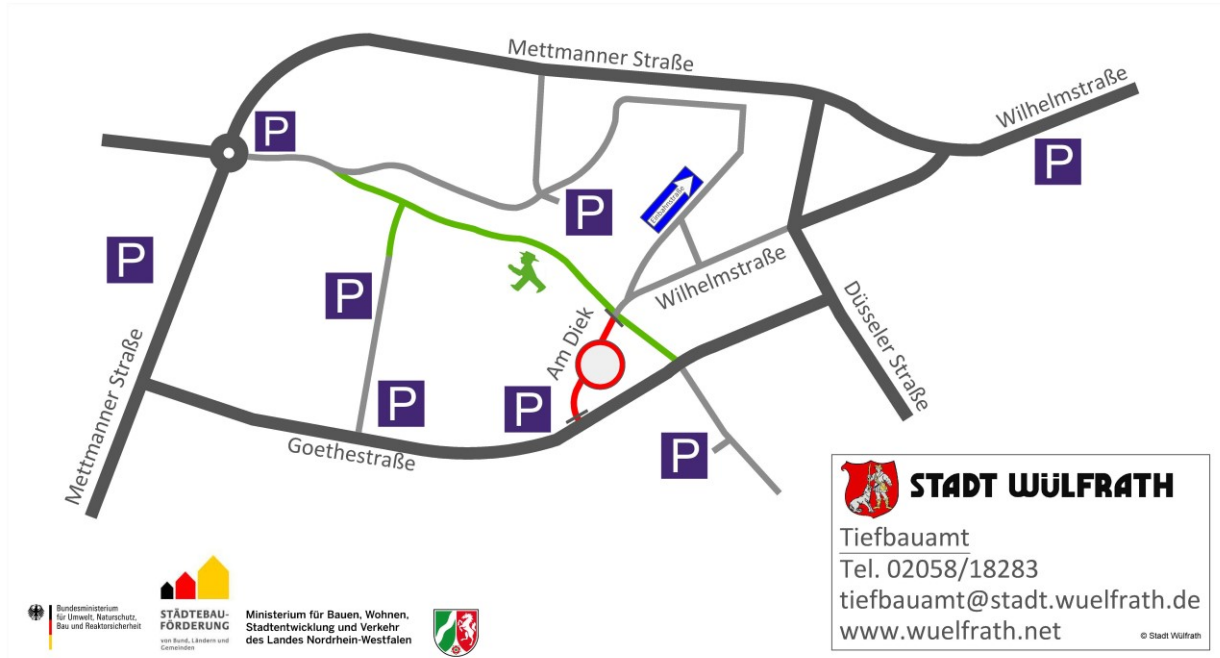 Mettmanner Straße
Wilhelmstraße
P
P
P
Einbahnstraße
P
P
Wilhelmstraße
Düsseler Straße
Am Diek
P
P
Mettmanner Straße
Goethestraße
P
STADT WÜLFRATH
Tiefbauamt
Tel. 02058/18283
tiefbauamt@stadt.wuelfrath.de
www.wuelfrath.net
© Stadt Wülfrath
Bundesministerium
für Umwelt, Naturschutz,
Bau und Reaktorsicherheit
STÄDTEBAU-
FÖRDERUNG
von Bund, Ländern und
Gemeinden
Ministerium für Bauen, Wohnen,
Stadtentwicklung und Verkehr
des Landes Nordrhein-Westfalen